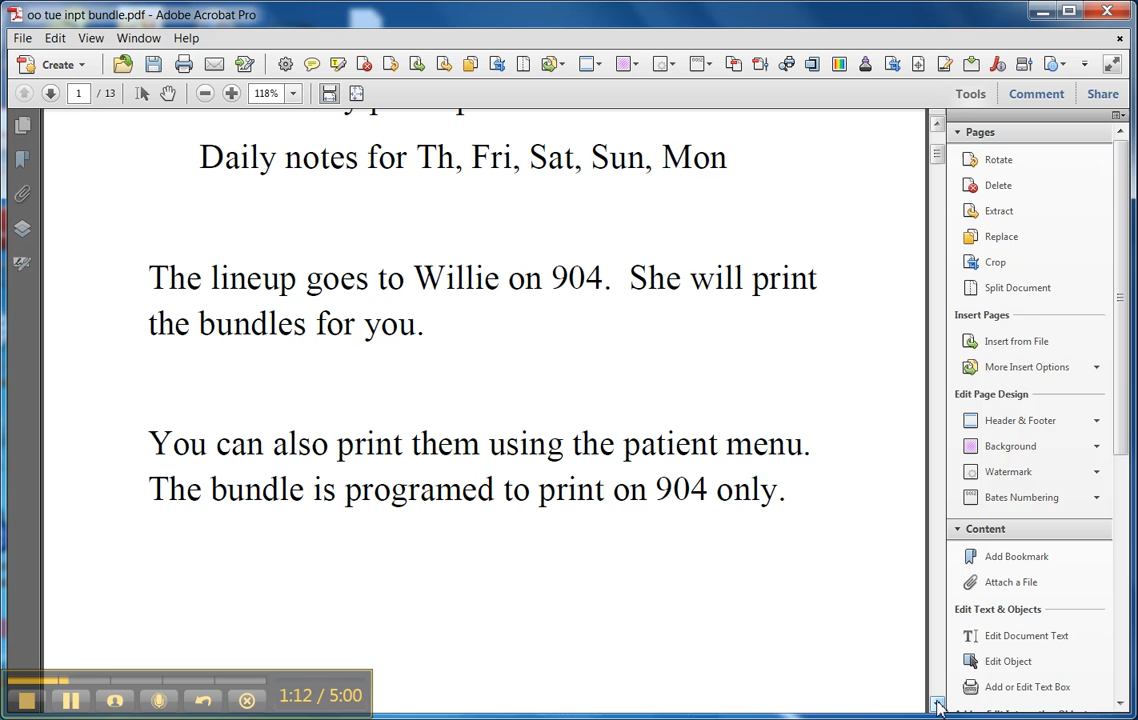 oo tue inpt bundle.pdf - Adobe Acrobat Pro
File Edit View Window Help
Create
1 / 13 118% Tools Comment Share
Daily notes for Th, Fri, Sat, Sun, Mon
The lineup goes to Willie on 904. She will print
the bundles for you.
You can also print them using the patient menu.
The bundle is programed to print on 904 only.
Pages
Rotate
Delete
Extract
Replace
Crop
Split Document
Insert Pages
Insert from File
More Insert Options
Edit Page Design
Header & Footer
Background
Watermark
Bates Numbering
Content
Add Bookmark
Attach a File
Edit Text & Objects
Edit Document Text
Edit Object
Add or Edit Text Box
1:12 / 5:00